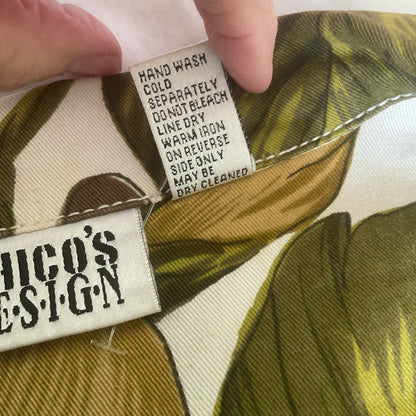 HAND WASH
COLD
SEPARATELY
DO NOT BLEACH
LINE DRY
WARM IRON
ON REVERSE
SIDE ONLY
MAY BE
DRY CLEANED
HICO'S
E·S·I·G·N